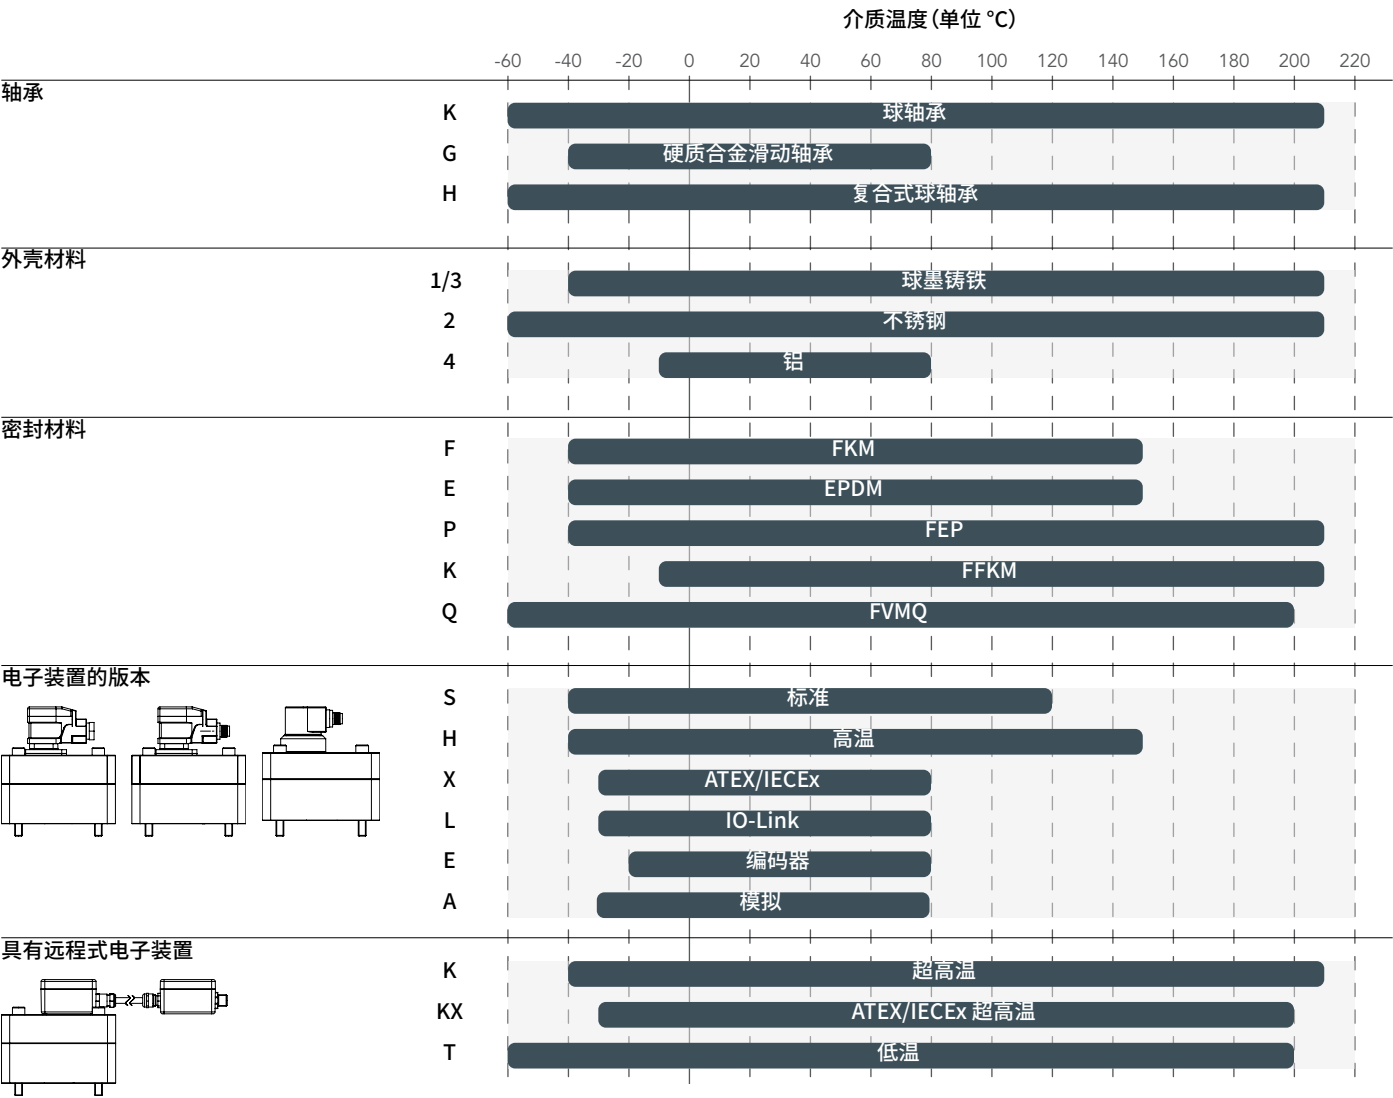 介质温度(单位 °C)
-60 -40 -20 0 20 40 60 80 100 120 140 160 180 200 220
轴承
K 球轴承
G 硬质合金滑动轴承
H 复合式球轴承
外壳材料
1/3 球墨铸铁
2 不锈钢
4 铝
密封材料
F FKM
E EPDM
P FEP
K FFKM
Q FVMQ
电子装置的版本
S 标准
H 高温
X ATEX/IECEx
L IO-Link
E 编码器
A 模拟
具有远程式电子装置
K 超高温
KX ATEX/IECEx 超高温
T 低温